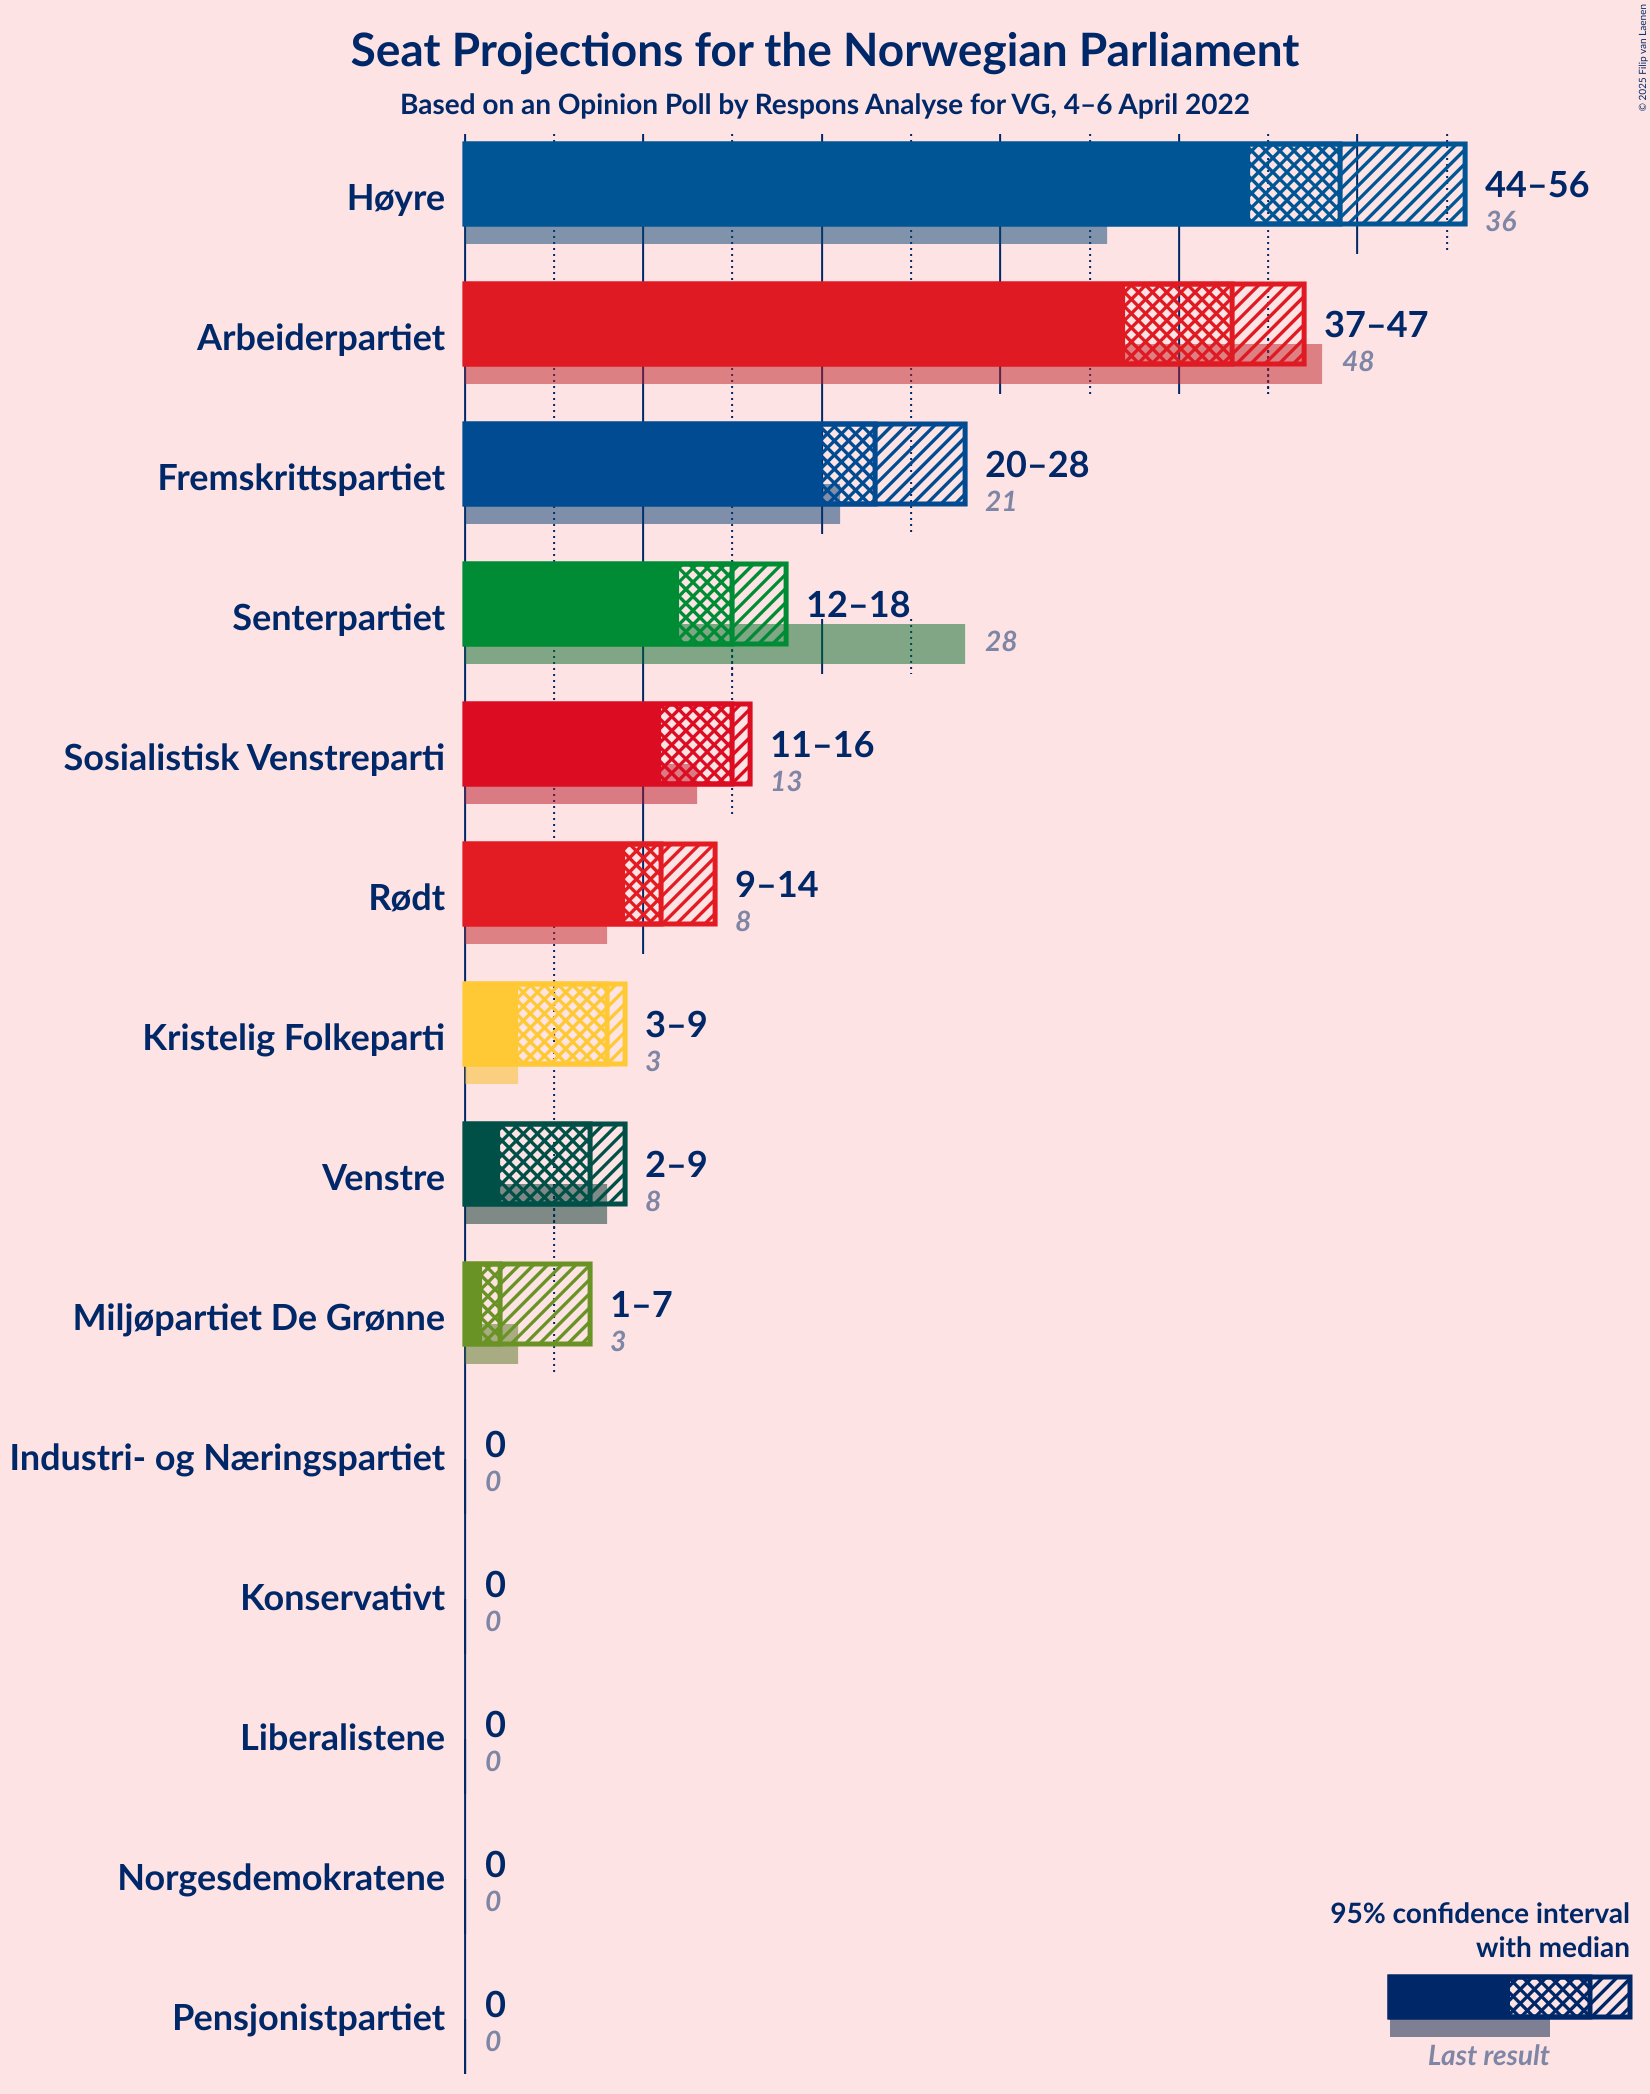 Seat Projections for the Norwegian Parliament
Based on an Opinion Poll by Respons Analyse for VG, 4–6 April 2022
© 2025 Filip van Laenen
Høyre
44–56
36
Arbeiderpartiet
37–47
48
Fremskrittspartiet
20–28
21
Senterpartiet
12–18
28
Sosialistisk Venstreparti
11–16
13
Rødt
9–14
8
Kristelig Folkeparti
3–9
3
Venstre
2–9
8
Miljøpartiet De Grønne
1–7
3
Industri- og Næringspartiet
0
0
Konservativt
0
0
Liberalistene
0
0
Norgesdemokratene
0
0
Pensjonistpartiet
0
0
95% confidence interval
with median
Last result